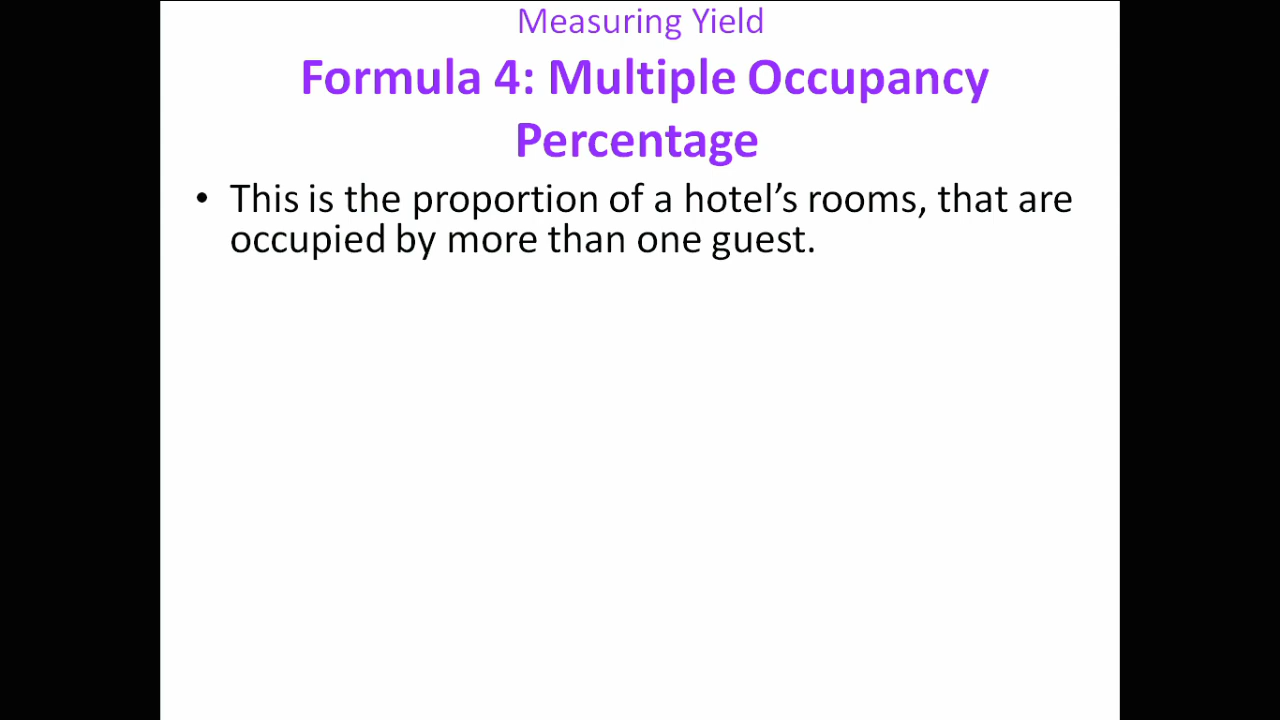 Measuring Yield
Formula 4: Multiple Occupancy
Percentage
• This is the proportion of a hotel’s rooms, that are
occupied by more than one guest.